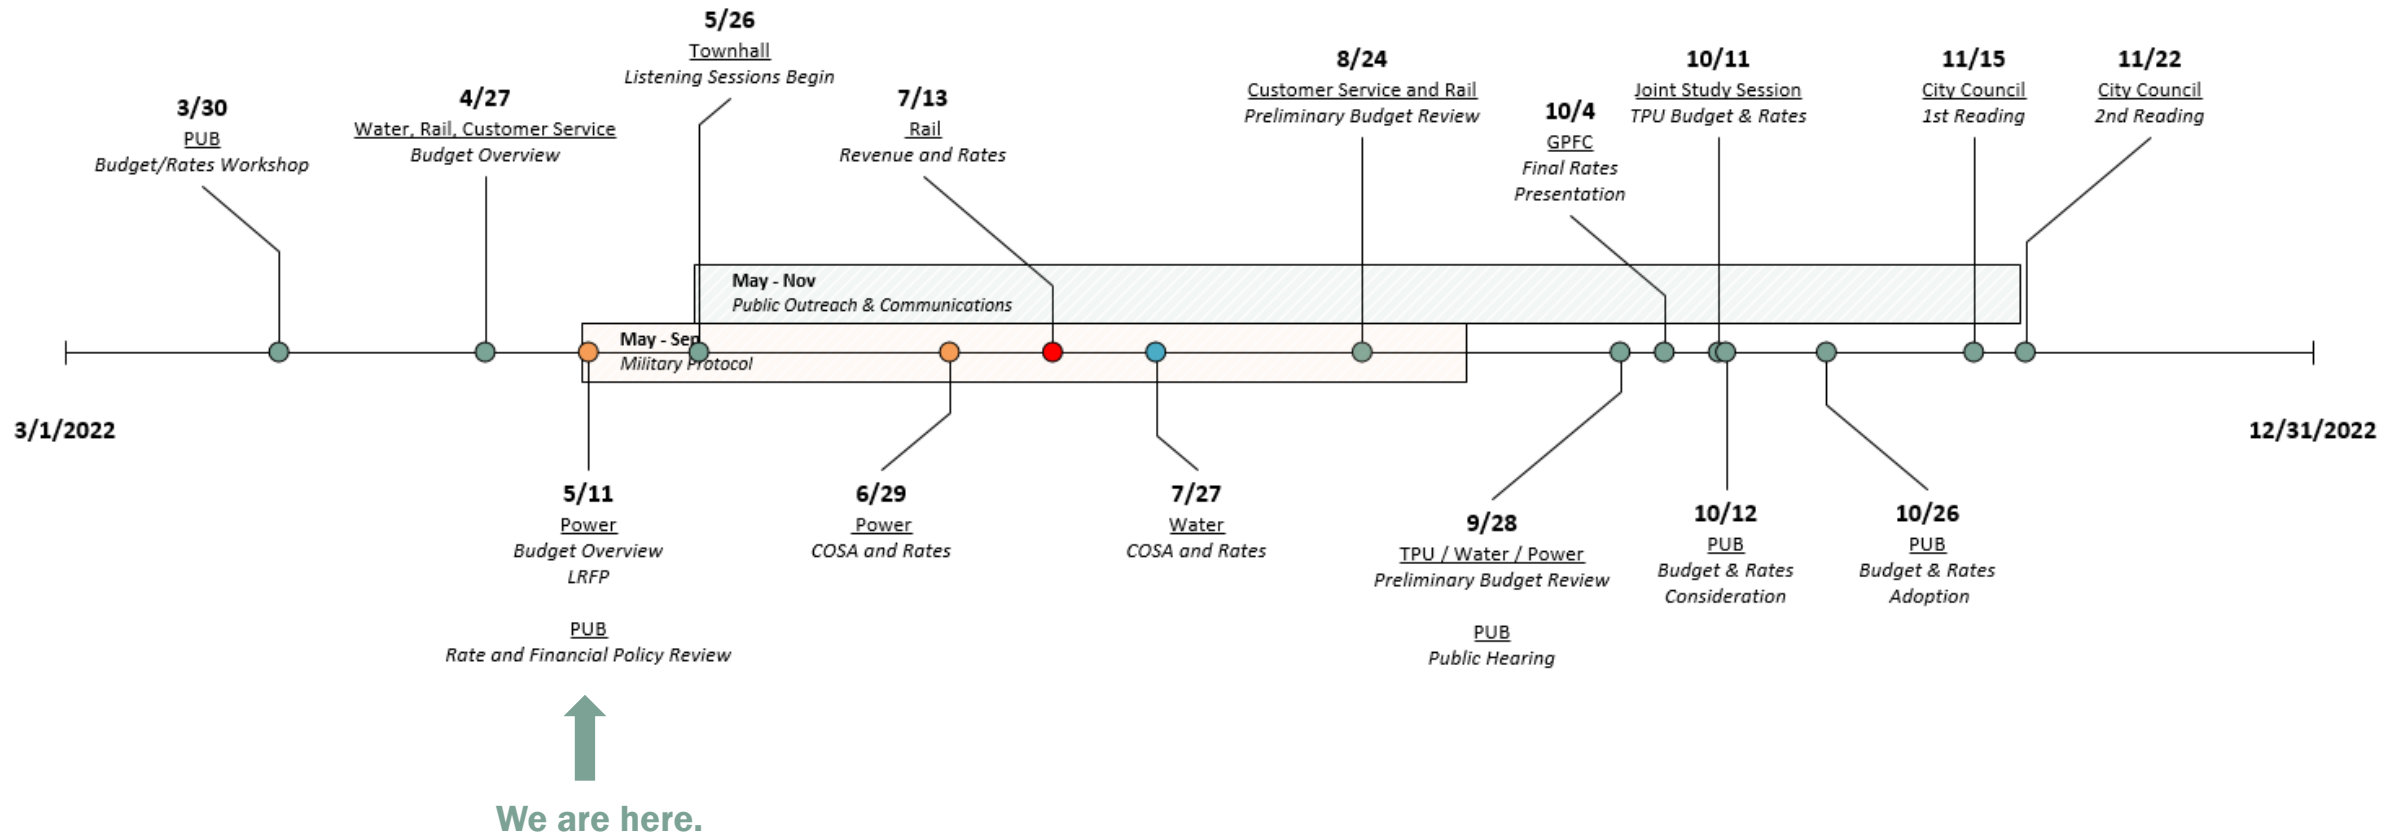 5/26
Townhall
Listening Sessions Begin
3/30
PUB
Budget/Rates Workshop
4/27
Water, Rail, Customer Service
Budget Overview
7/13
Rail
Revenue and Rates
8/24
Customer Service and Rail
Preliminary Budget Review
10/4
GPFC
Final Rates
Presentation
10/11
Joint Study Session
TPU Budget & Rates
11/15
City Council
1st Reading
11/22
City Council
2nd Reading
May - Nov
Public Outreach & Communications
May - Sep
Military Protocol
3/1/2022
12/31/2022
5/11
Power
Budget Overview
LRFP
PUB
Rate and Financial Policy Review
6/29
Power
COSA and Rates
7/27
Water
COSA and Rates
9/28
TPU / Water / Power
Preliminary Budget Review
PUB
Public Hearing
10/12
PUB
Budget & Rates
Consideration
10/26
PUB
Budget & Rates
Adoption
We are here.